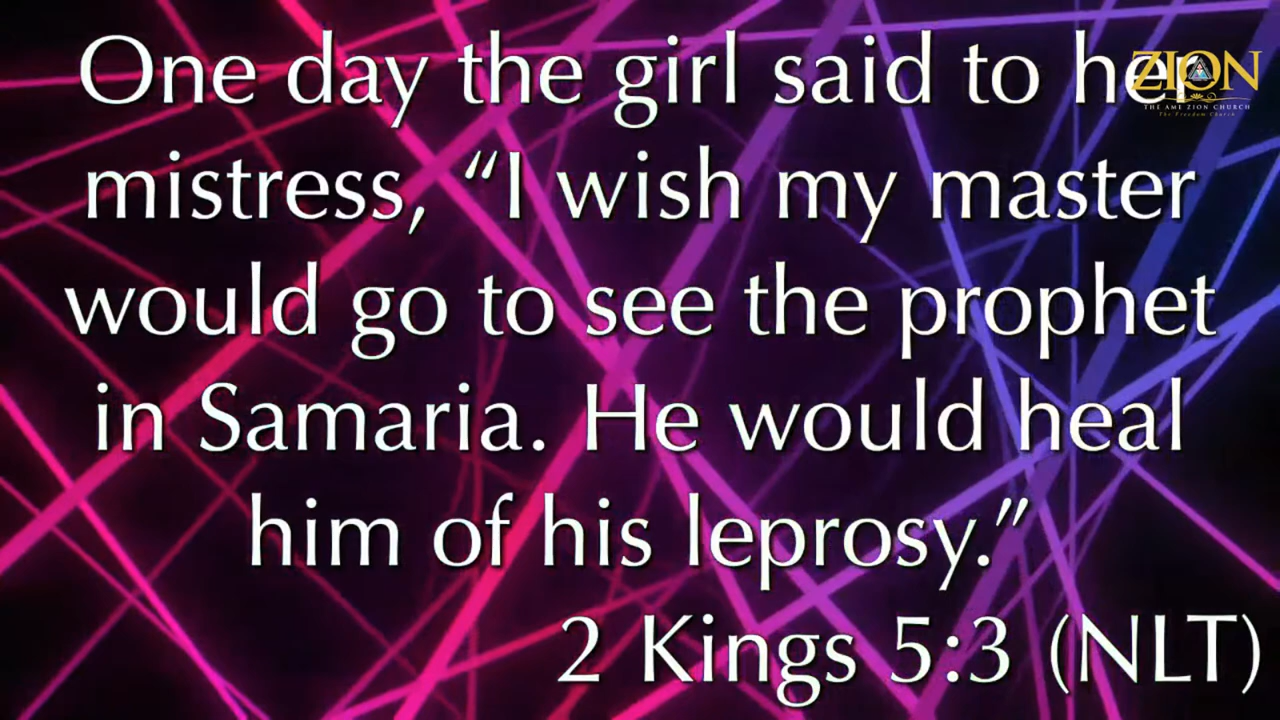 One day the girl said to her
mistress, “I wish my master
would go to see the prophet
in Samaria. He would heal
him of his leprosy.”
2 Kings 5:3 (NLT)
ZION
THE AME ZION CHURCH
The Freedom Church